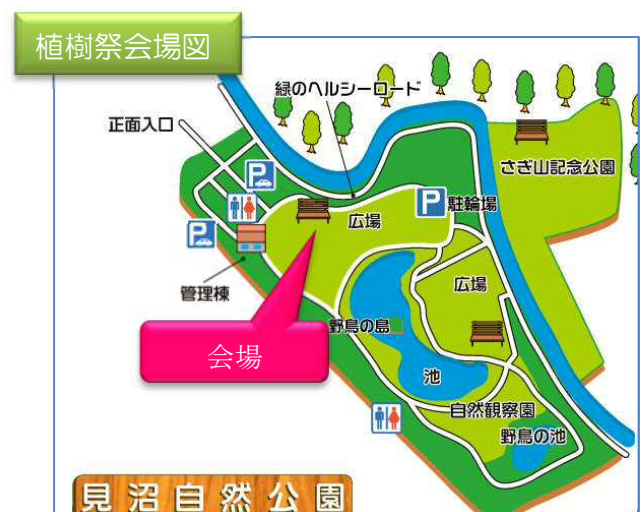 植樹祭会場図
緑のヘルシーロード
正面入口
さぎ山記念公園
P
P
駐輪場
広場
P
管理棟
広場
野鳥の島
会場
池
自然観察園
野鳥の池
見沼自然公園